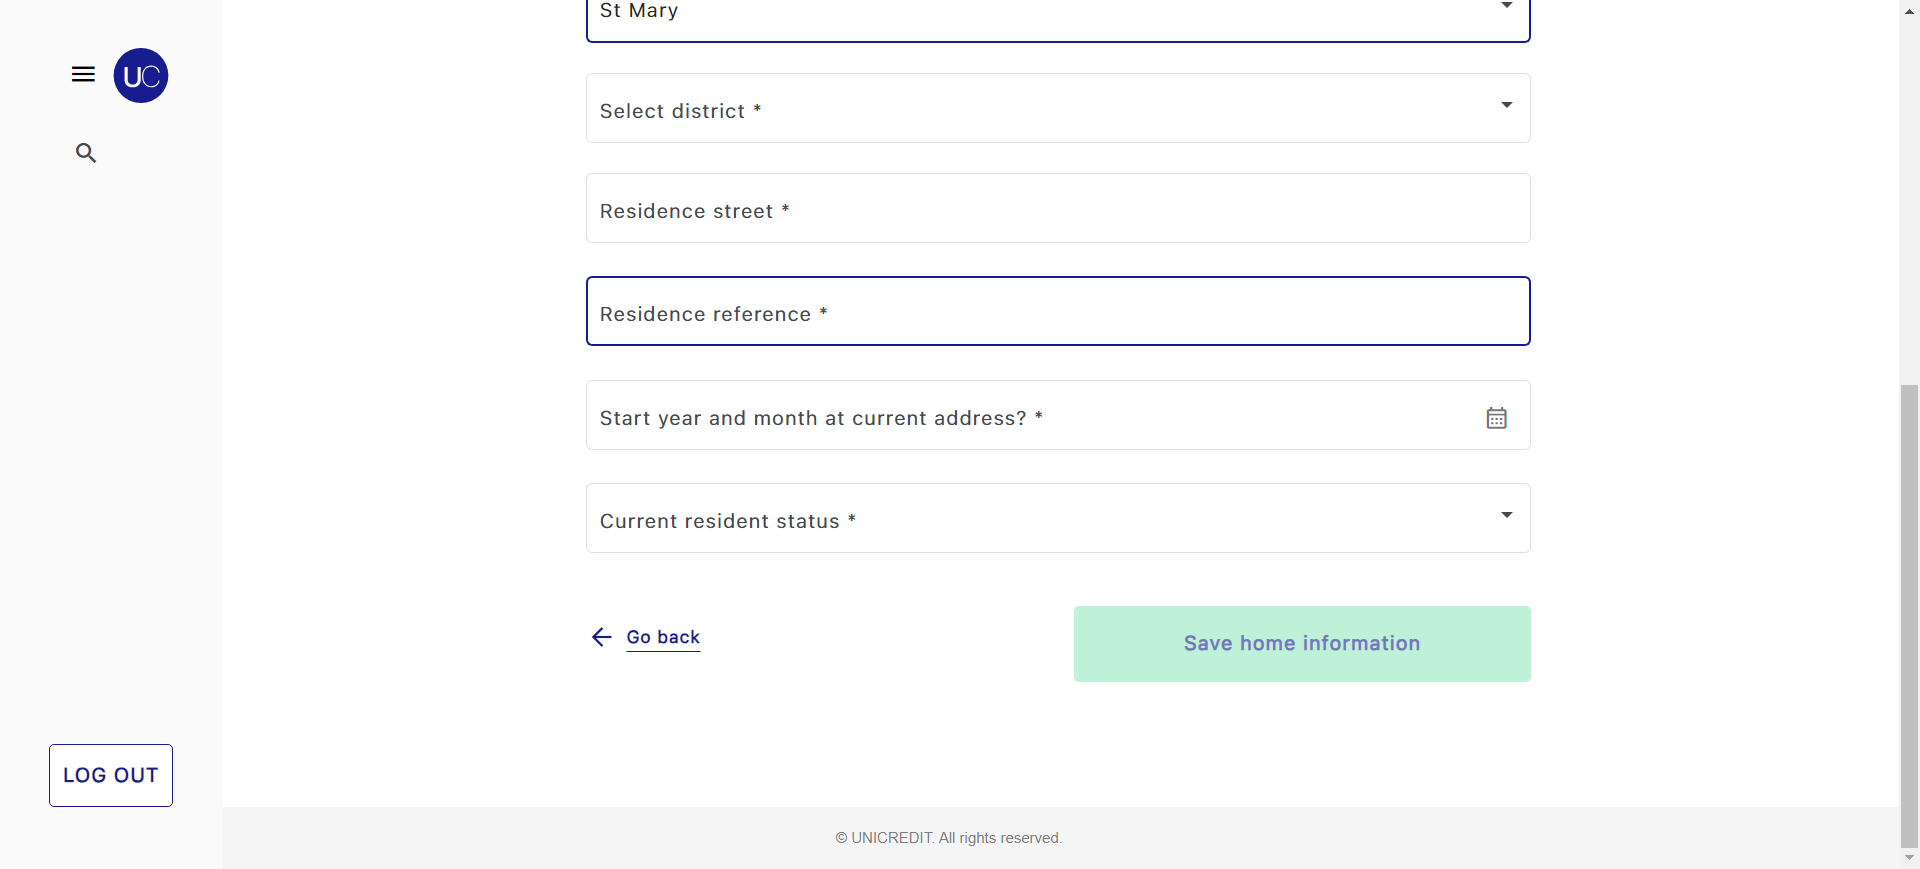 St Mary
UC
Select district *
Residence street *
Residence reference *
Start year and month at current address? *
Current resident status *
Go back
Save home information
LOG OUT
© UNICREDIT. All rights reserved.